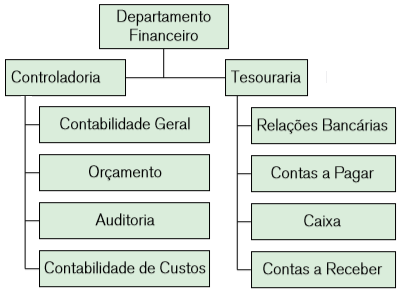 Departamento
Financeiro
Controladoria
Tesouraria
Contabilidade Geral
Orçamento
Auditoria
Contabilidade de Custos
Relações Bancárias
Contas a Pagar
Caixa
Contas a Receber